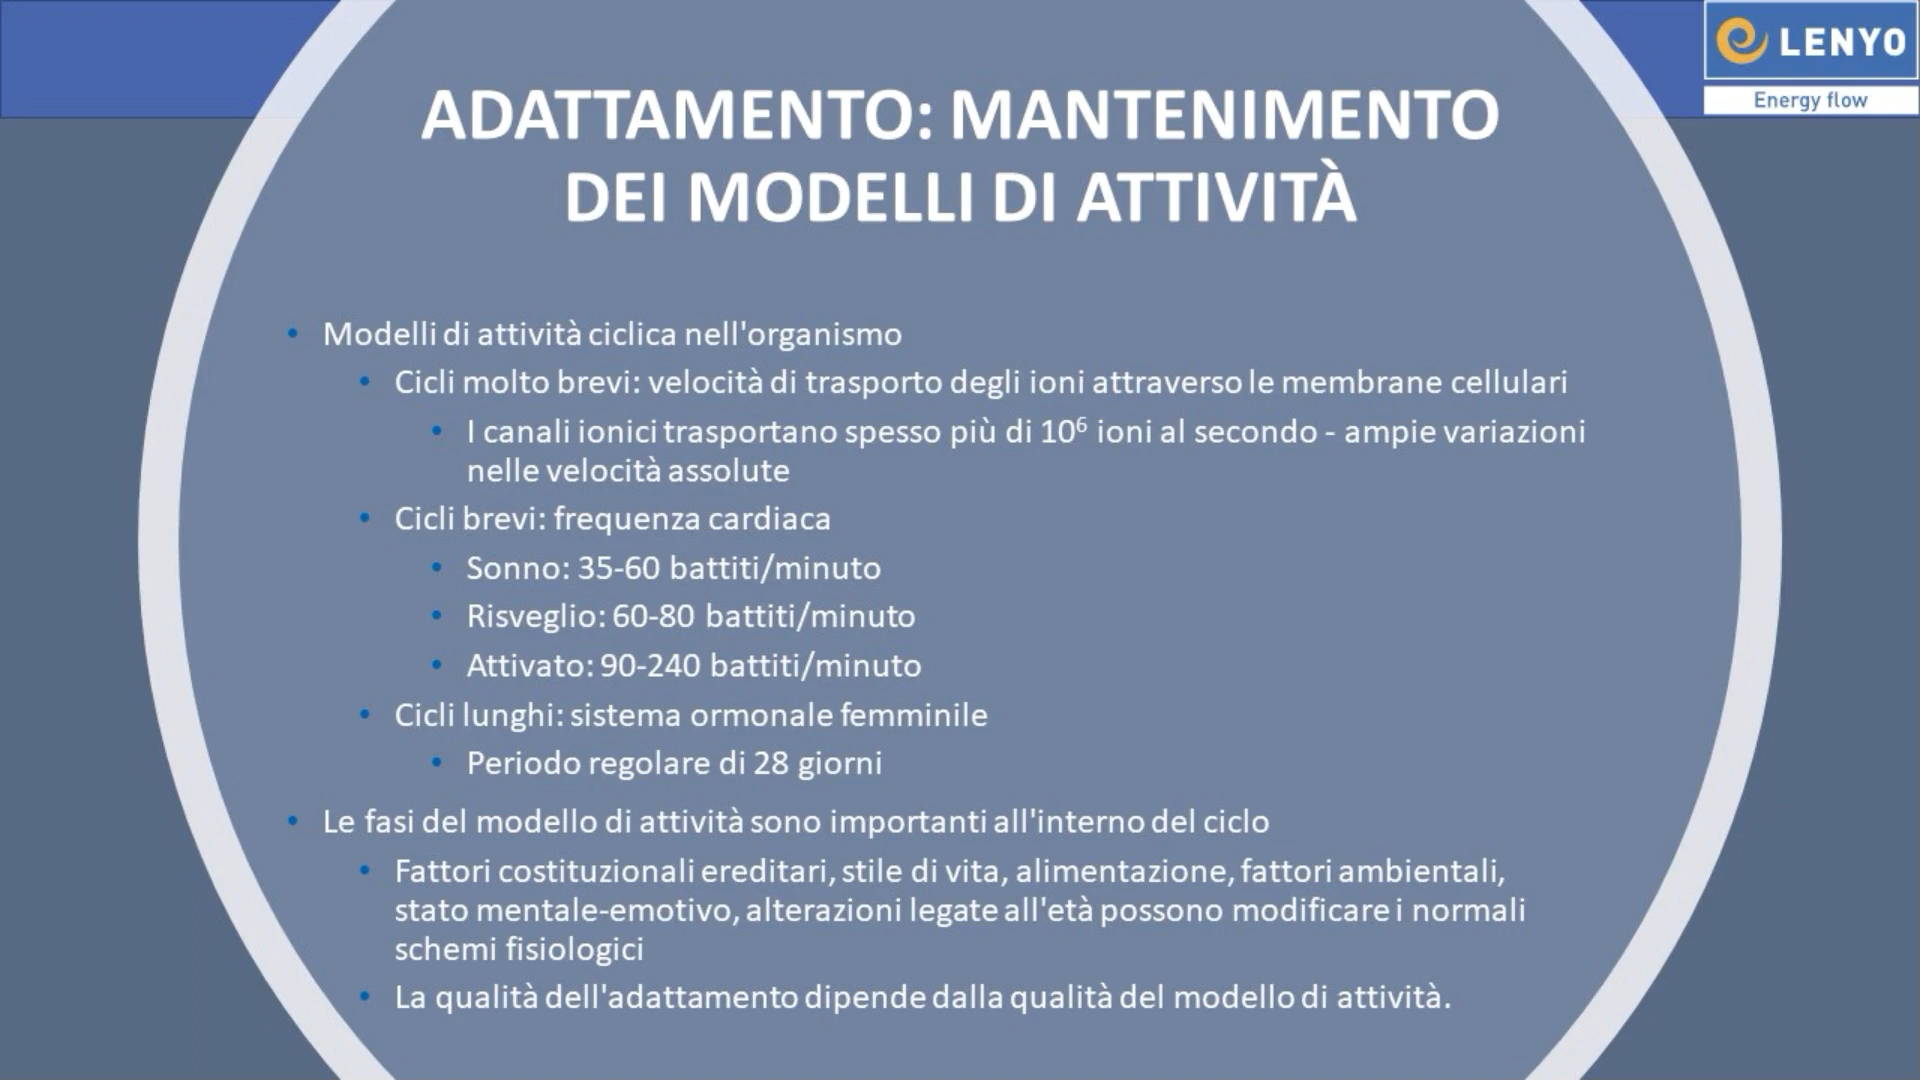 LENYO
Energy flow
ADATTAMENTO: MANTENIMENTO
DEI MODELLI DI ATTIVITÀ
• Modelli di attività ciclica nell'organismo
• Cicli molto brevi: velocità di trasporto degli ioni attraverso le membrane cellulari
• I canali ionici trasportano spesso più di 10⁶ ioni al secondo - ampie variazioni
nelle velocità assolute
• Cicli brevi: frequenza cardiaca
• Sonno: 35-60 battiti/minuto
• Risveglio: 60-80 battiti/minuto
• Attivato: 90-240 battiti/minuto
• Cicli lunghi: sistema ormonale femminile
• Periodo regolare di 28 giorni
• Le fasi del modello di attività sono importanti all'interno del ciclo
• Fattori costituzionali ereditari, stile di vita, alimentazione, fattori ambientali,
stato mentale-emotivo, alterazioni legate all'età possono modificare i normali
schemi fisiologici
• La qualità dell'adattamento dipende dalla qualità del modello di attività.